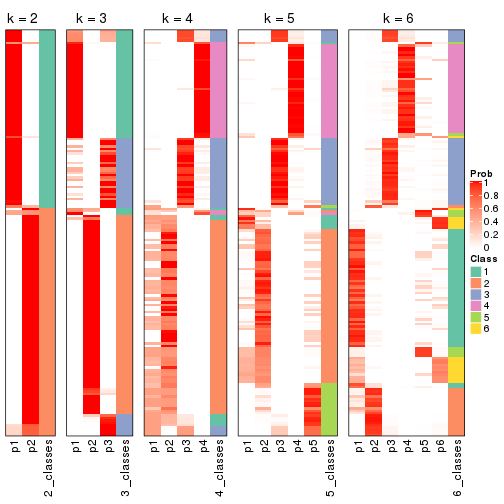 k = 2
k = 3
k = 4
k = 5
k = 6
p1
p2
2_classes
p1
p2
p3
3_classes
p1
p2
p3
p4
4_classes
p1
p2
p3
p4
p5
5_classes
p1
p2
p3
p4
p5
p6
6_classes
Prob
1
0.8
0.6
0.4
0.2
0
Class
1
2
3
4
5
6